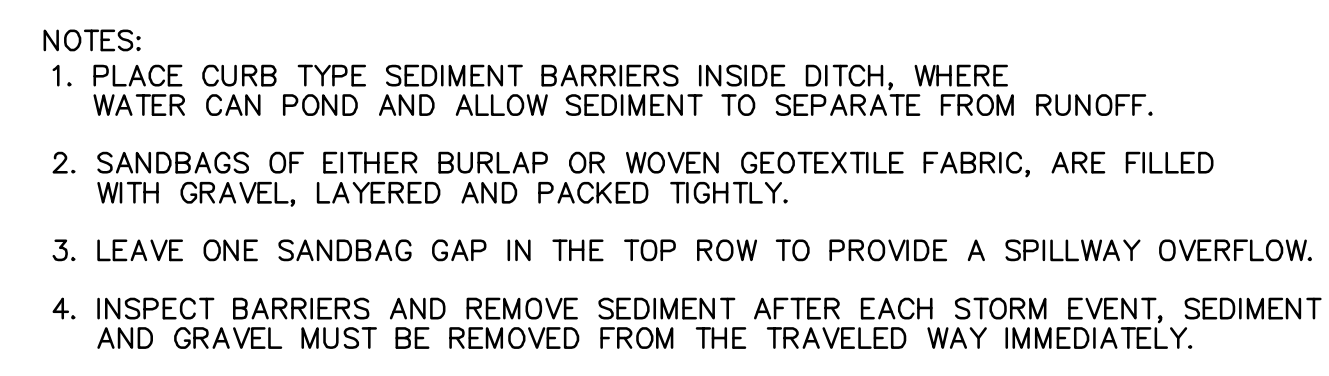 NOTES:
1. PLACE CURB TYPE SEDIMENT BARRIERS INSIDE DITCH, WHERE
WATER CAN POND AND ALLOW SEDIMENT TO SEPARATE FROM RUNOFF.
2. SANDBAGS OF EITHER BURLAP OR WOVEN GEOTEXTILE FABRIC, ARE FILLED
WITH GRAVEL, LAYERED AND PACKED TIGHTLY.
3. LEAVE ONE SANDBAG GAP IN THE TOP ROW TO PROVIDE A SPILLWAY OVERFLOW.
4. INSPECT BARRIERS AND REMOVE SEDIMENT AFTER EACH STORM EVENT, SEDIMENT
AND GRAVEL MUST BE REMOVED FROM THE TRAVELED WAY IMMEDIATELY.